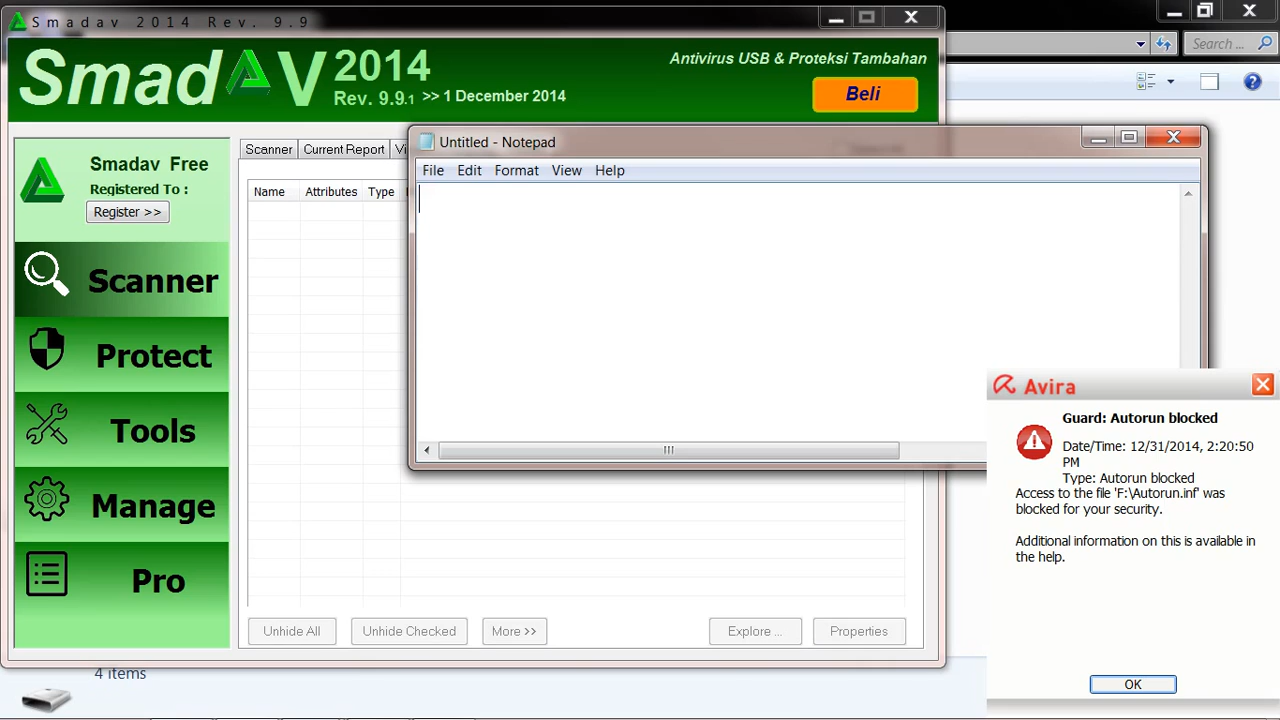 Smadav 2014 Rev. 9.9
Search ...
SmadAV 2014
Rev. 9.9.1 >> 1 December 2014
Antivirus USB & Proteksi Tambahan
Beli
Smadav Free
Registered To :
Register >>
Scanner
Protect
Tools
Manage
Pro
Scanner
Current Report
Name
Attributes
Type
Untitled - Notepad
File Edit Format View Help
Avira
Guard: Autorun blocked
Date/Time: 12/31/2014, 2:20:50
PM
Type: Autorun blocked
Access to the file 'F:\Autorun.inf' was
blocked for your security.
Additional information on this is available in
the help.
OK
Unhide All
Unhide Checked
More >>
Explore ...
Properties
4 items